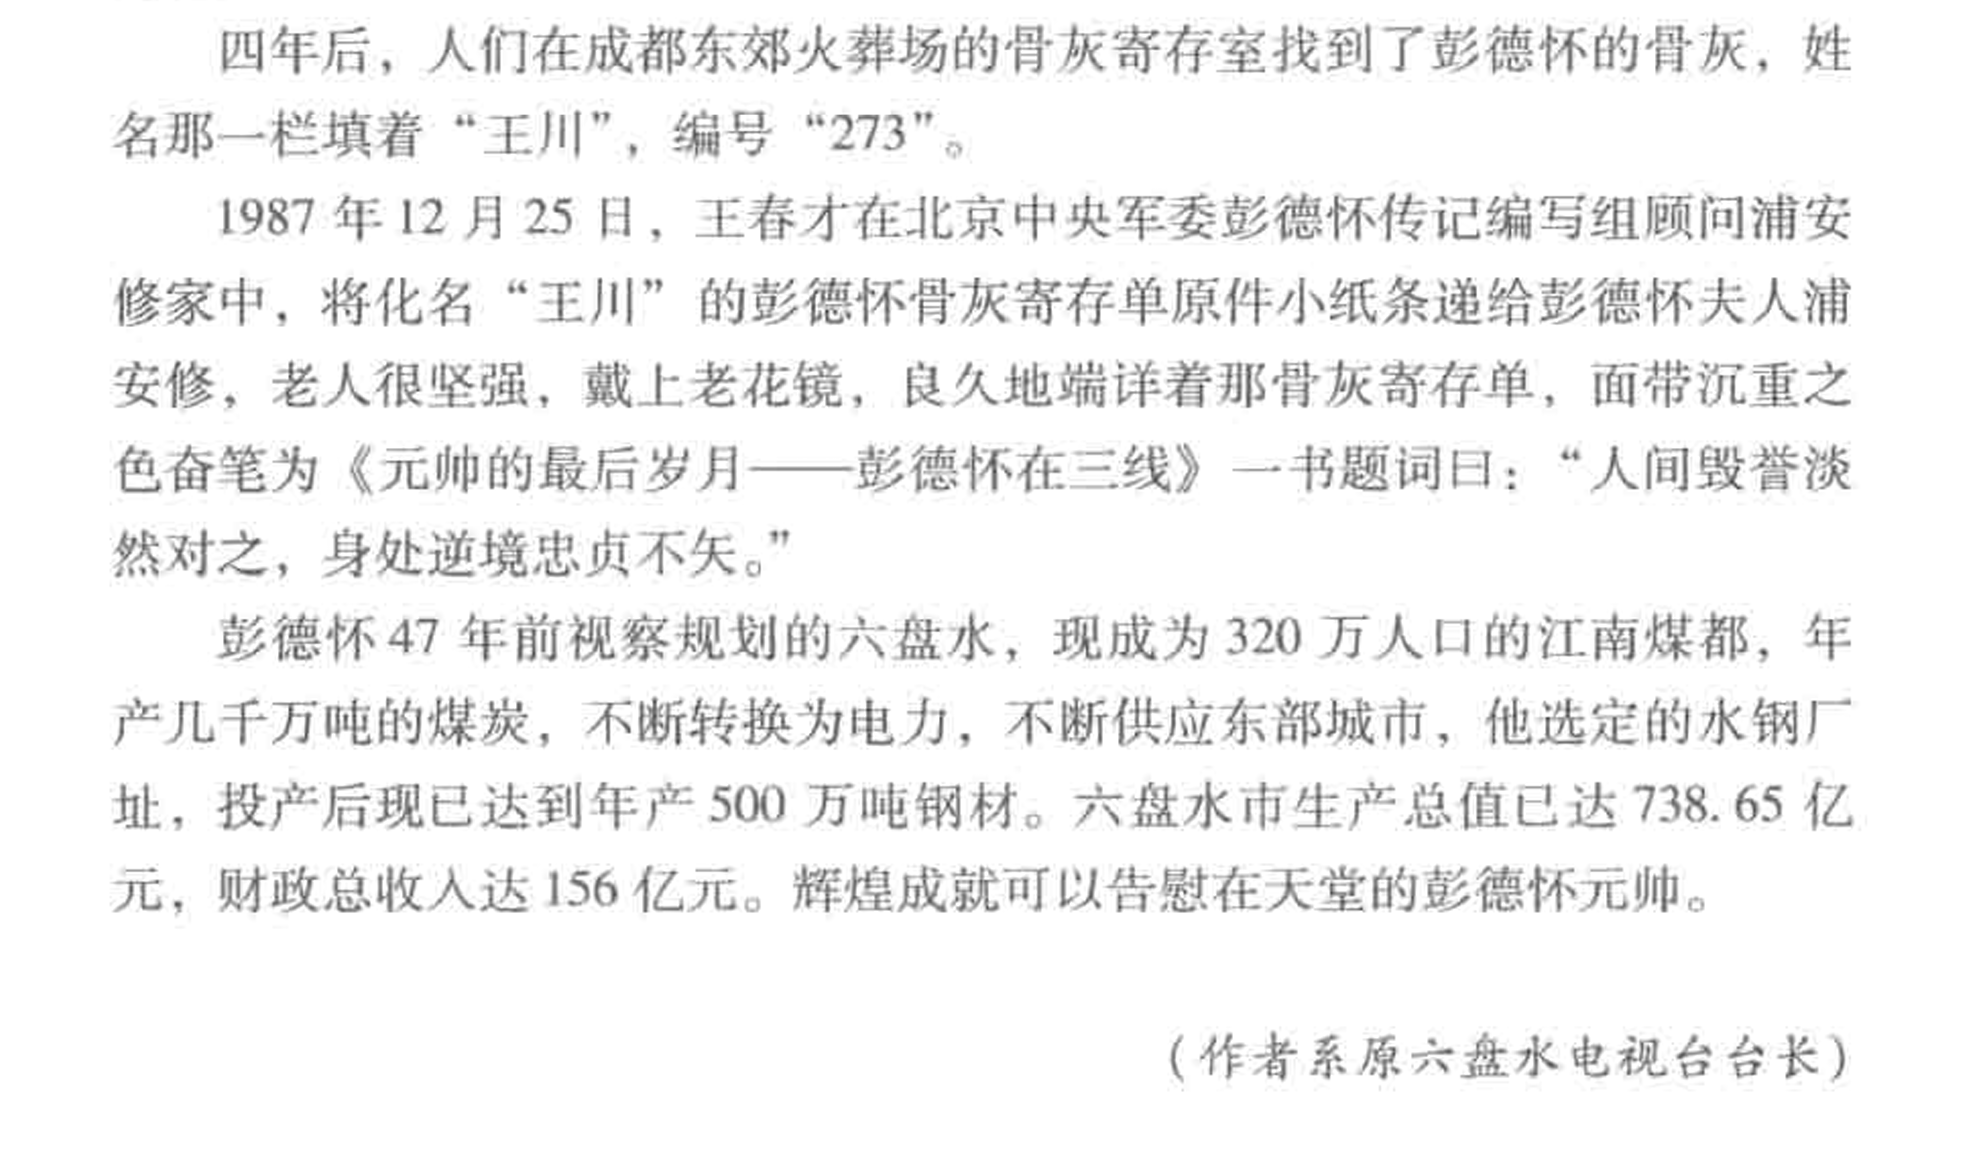 四年后，人们在成都东郊火葬场的骨灰寄存室找到了彭德怀的骨灰，姓
名那一栏填着“王川”，编号“273”。
1987 年 12 月 25 日，王春才在北京中央军委彭德怀传记编写组顾问浦安
修家中，将化名“王川”的彭德怀骨灰寄存单原件小纸条递给彭德怀夫人浦
安修，老人很坚强，戴上老花镜，良久地端详着那骨灰寄存单，面带沉重之
色奋笔为《元帅的最后岁月——彭德怀在三线》一书题词曰：“人间毁誉淡
然对之，身处逆境忠贞不矢。”
彭德怀 47 年前视察规划的六盘水，现成为 320 万人口的江南煤都，年
产几千万吨的煤炭，不断转换为电力，不断供应东部城市，他选定的水钢厂
址，投产后现已达到年产 500 万吨钢材。六盘水市生产总值已达 738.65 亿
元，财政总收入达 156 亿元。辉煌成就可以告慰在天堂的彭德怀元帅。
（作者系原六盘水电视台台长）